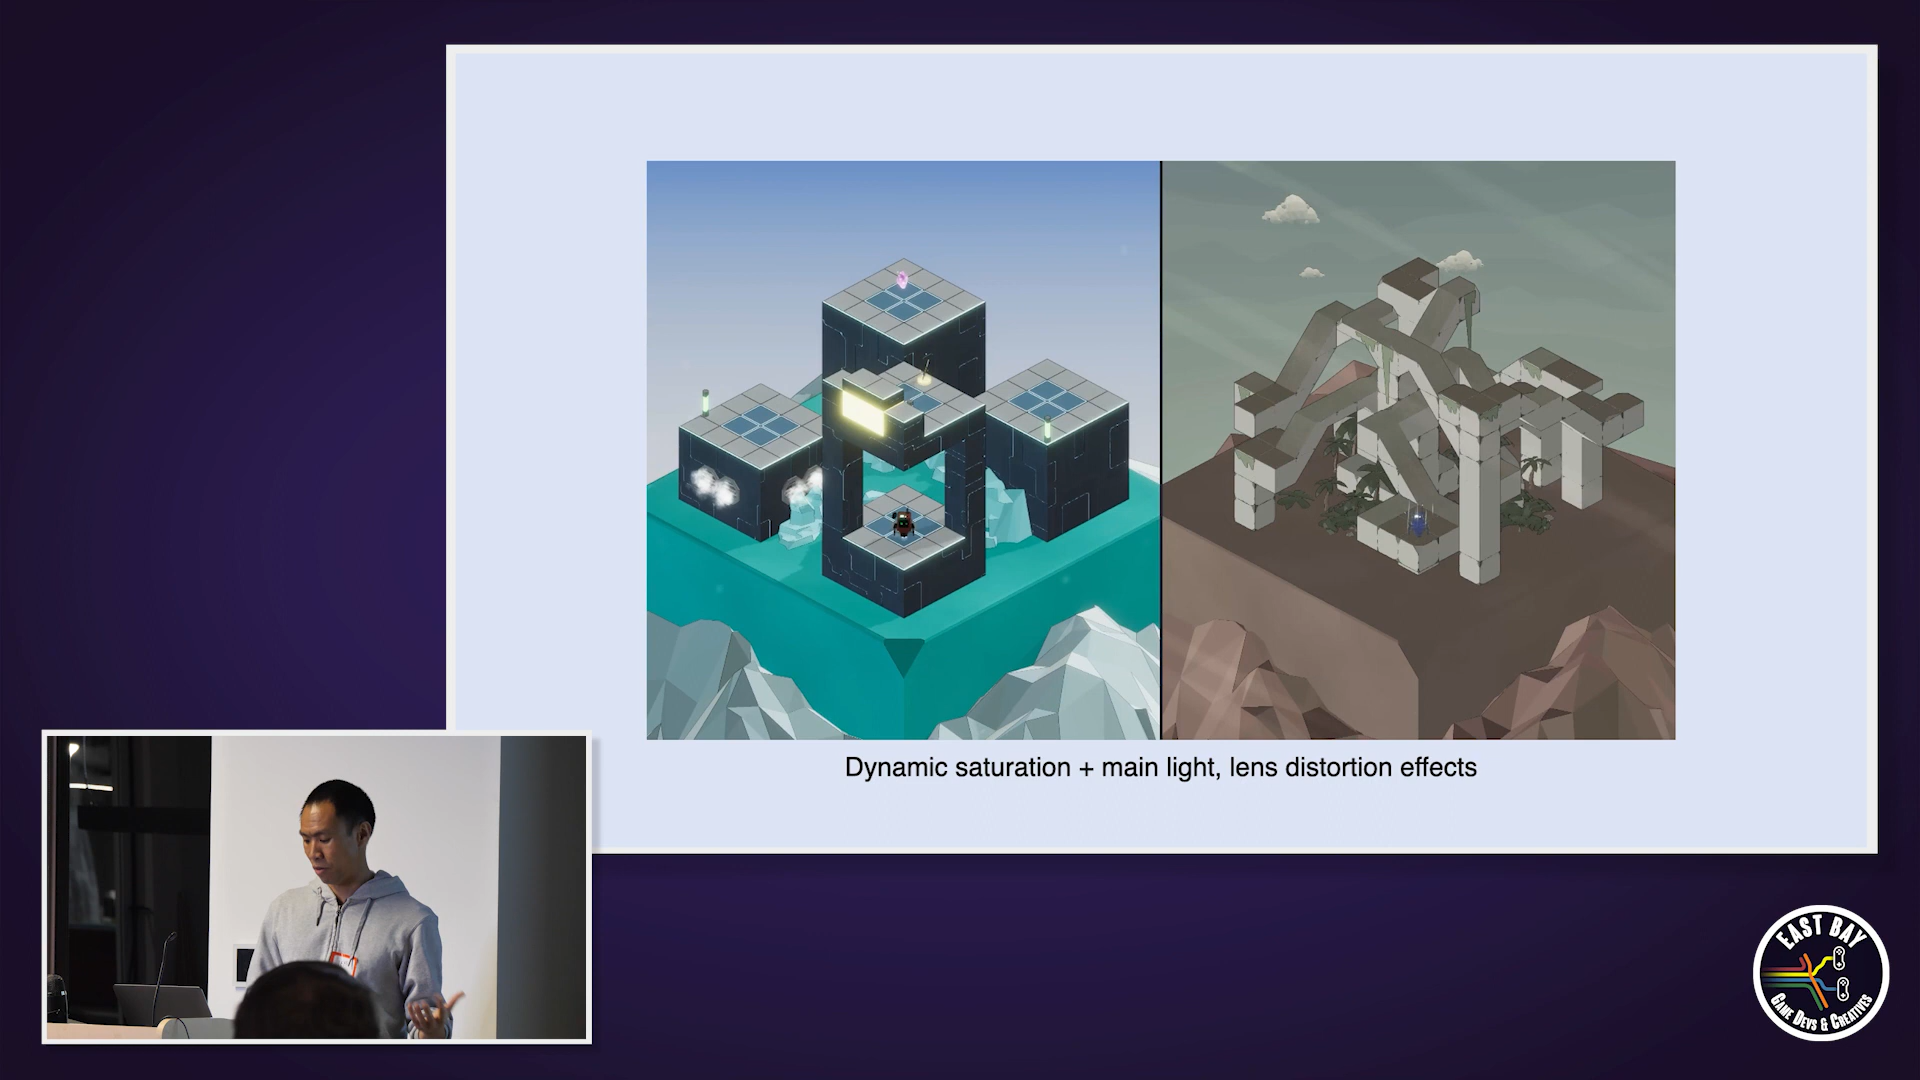 Dynamic saturation + main light, lens distortion effects
EAST BAY
GAME DEVS & CREATIVES